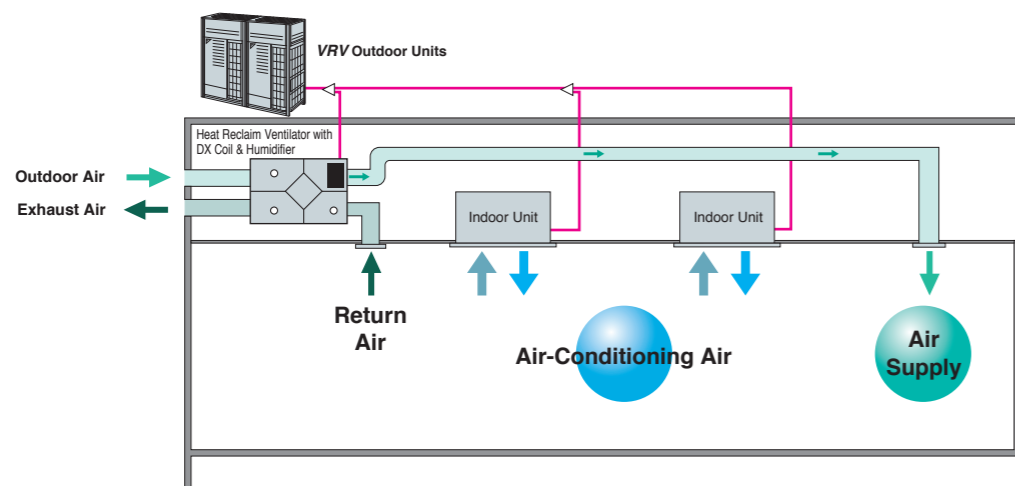 VRV Outdoor Units
Heat Reclaim Ventilator with
DX Coil & Humidifier
Outdoor Air
Exhaust Air
Indoor Unit
Indoor Unit
Return
Air
Air-Conditioning Air
Air
Supply